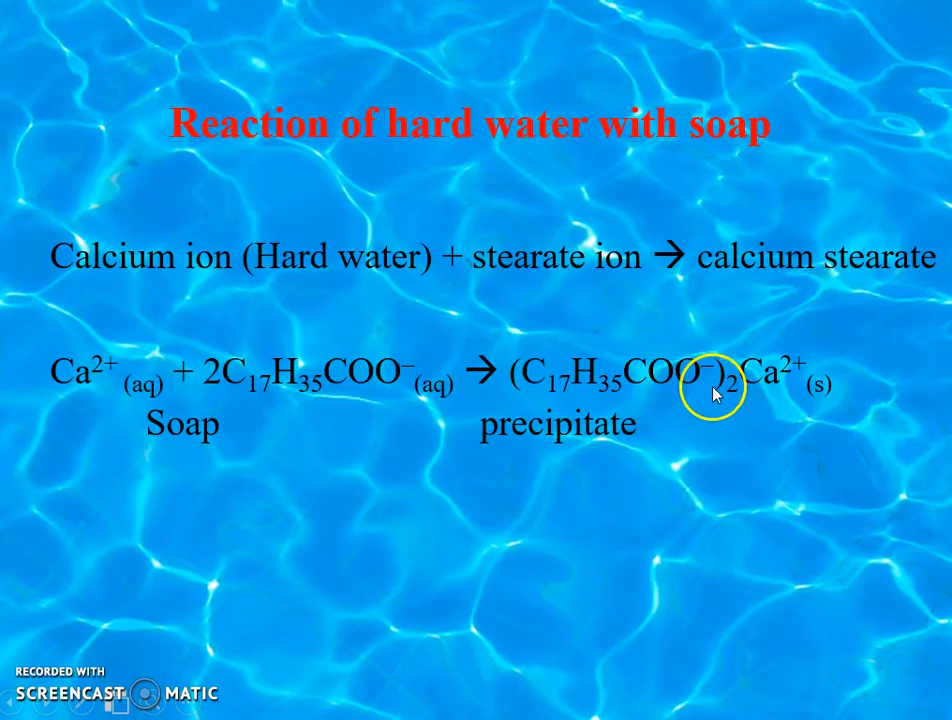 Reaction of hard water with soap
Calcium ion (Hard water) + stearate ion → calcium stearate
Ca²⁺ (aq) + 2C₁₇H₃₅COO⁻(aq) → (C₁₇H₃₅COO⁻)₂Ca²⁺(s)
Soap precipitate
RECORDED WITH
SCREENCAST MATIC